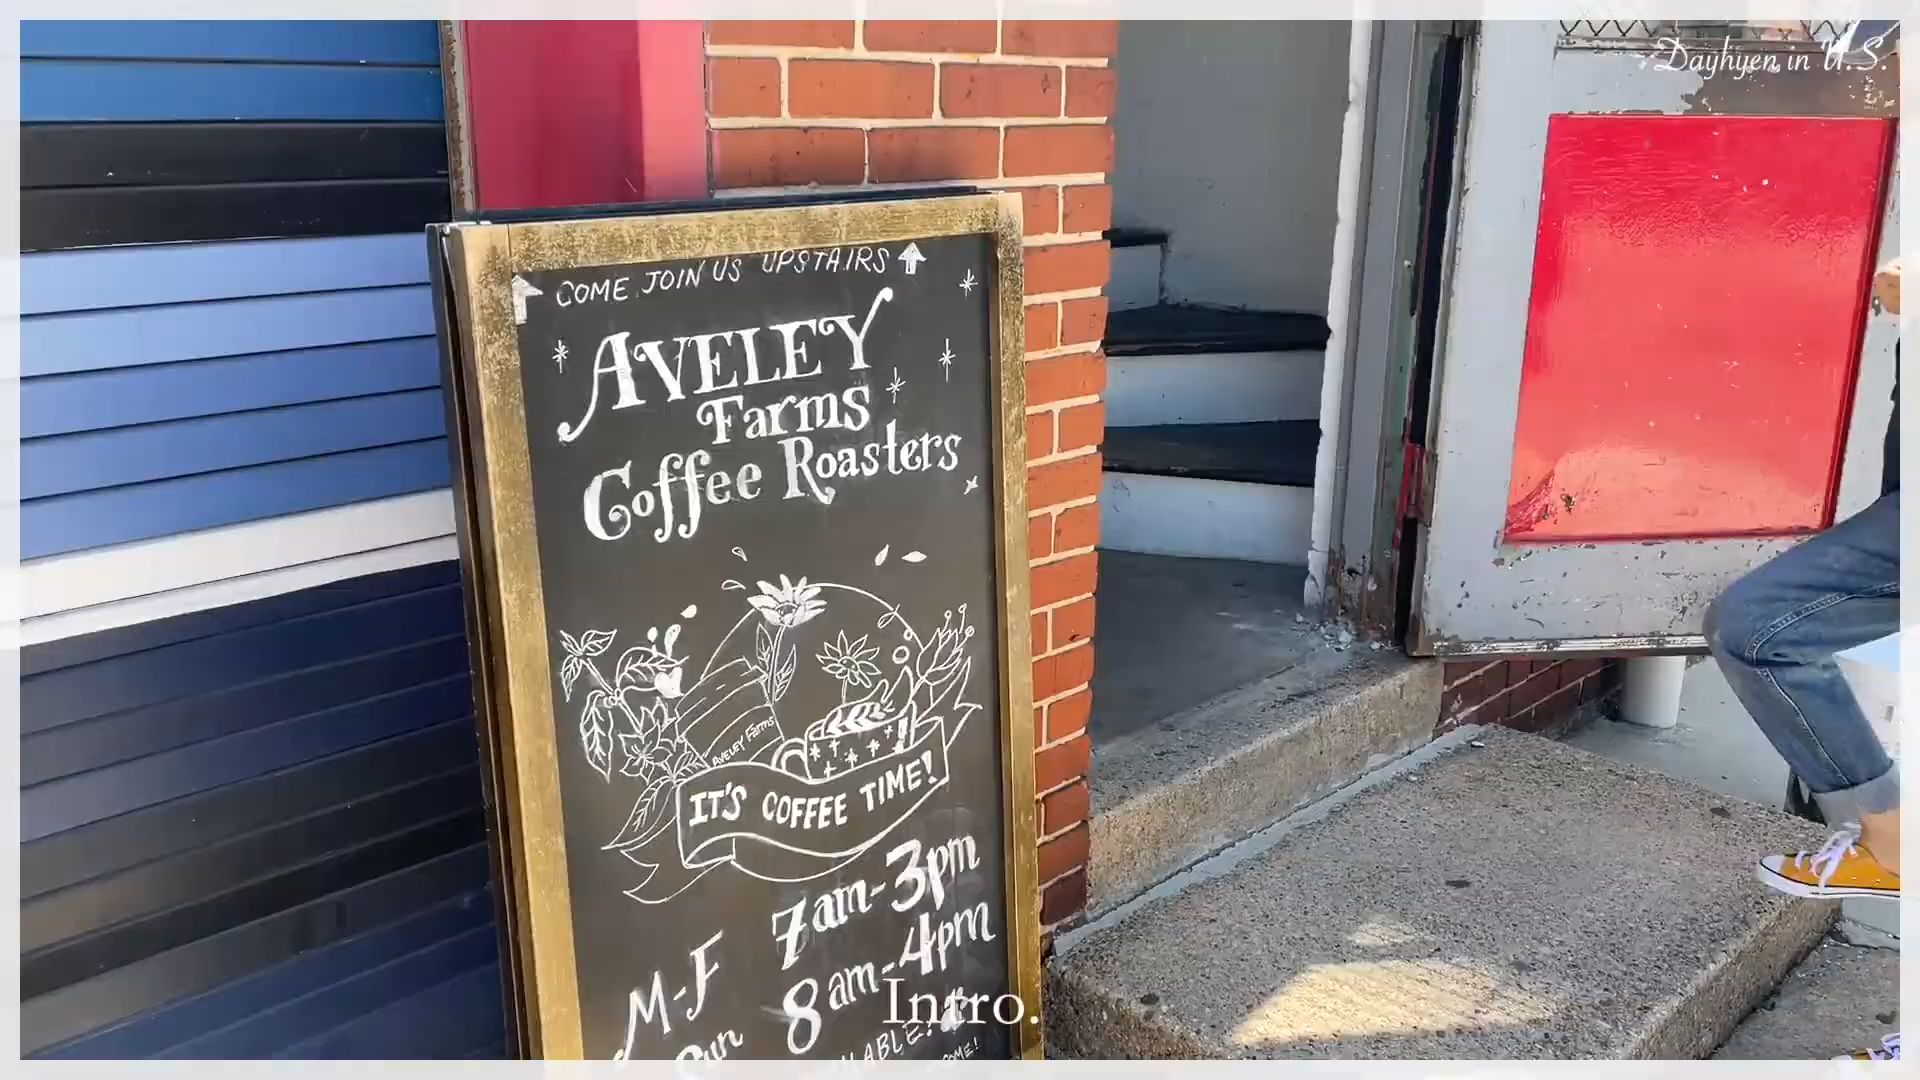 Dayhyen in U.S.
COME JOIN US UPSTAIRS
AVELEY
Farms
Coffee Roasters
AVELEY Farms
IT'S COFFEE TIME!
M-F 7am-3pm
Sun 8am-4pm
Intro.